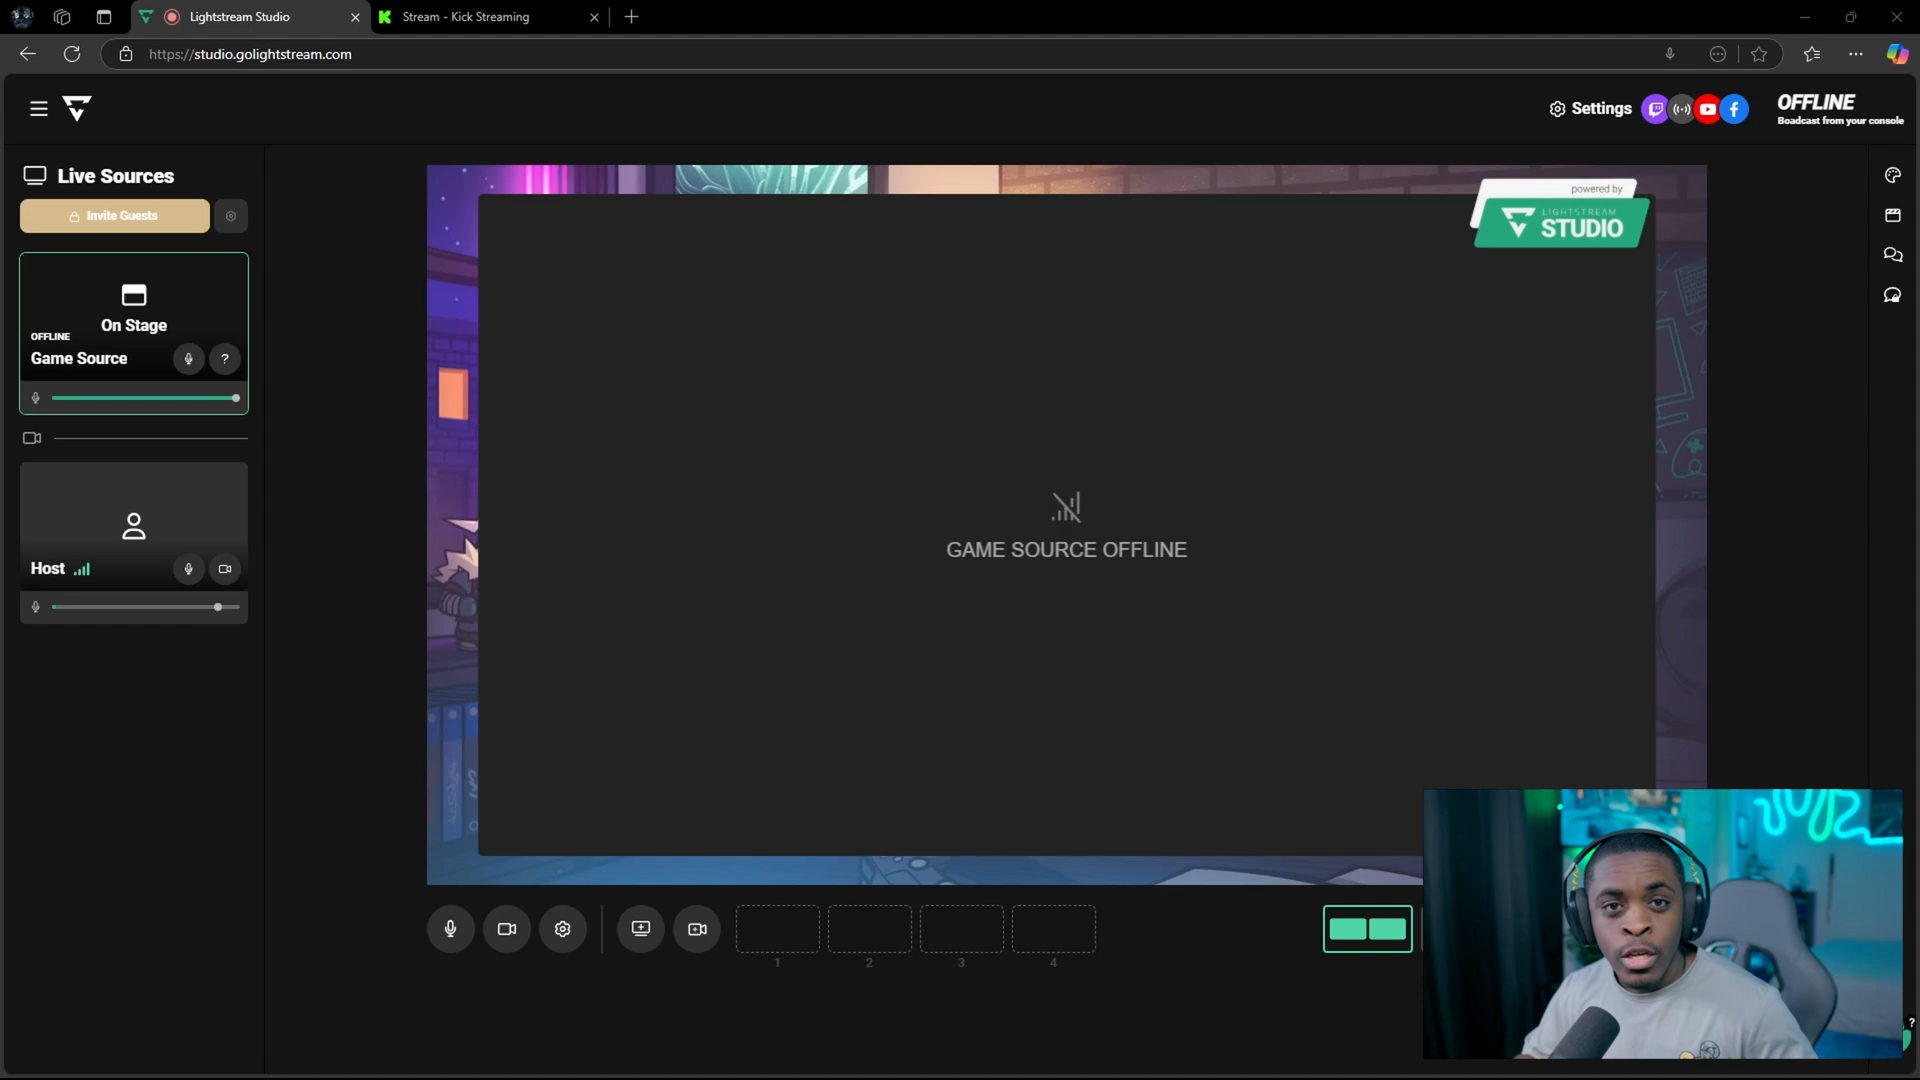 Lightstream Studio
Stream - Kick Streaming
https://studio.golightstream.com
Settings
OFFLINE
Boadcast from your console
Live Sources
Invite Guests
On Stage
OFFLINE
Game Source
?
Host
powered by
LIGHTSTREAM
STUDIO
GAME SOURCE OFFLINE
1
2
3
4
?